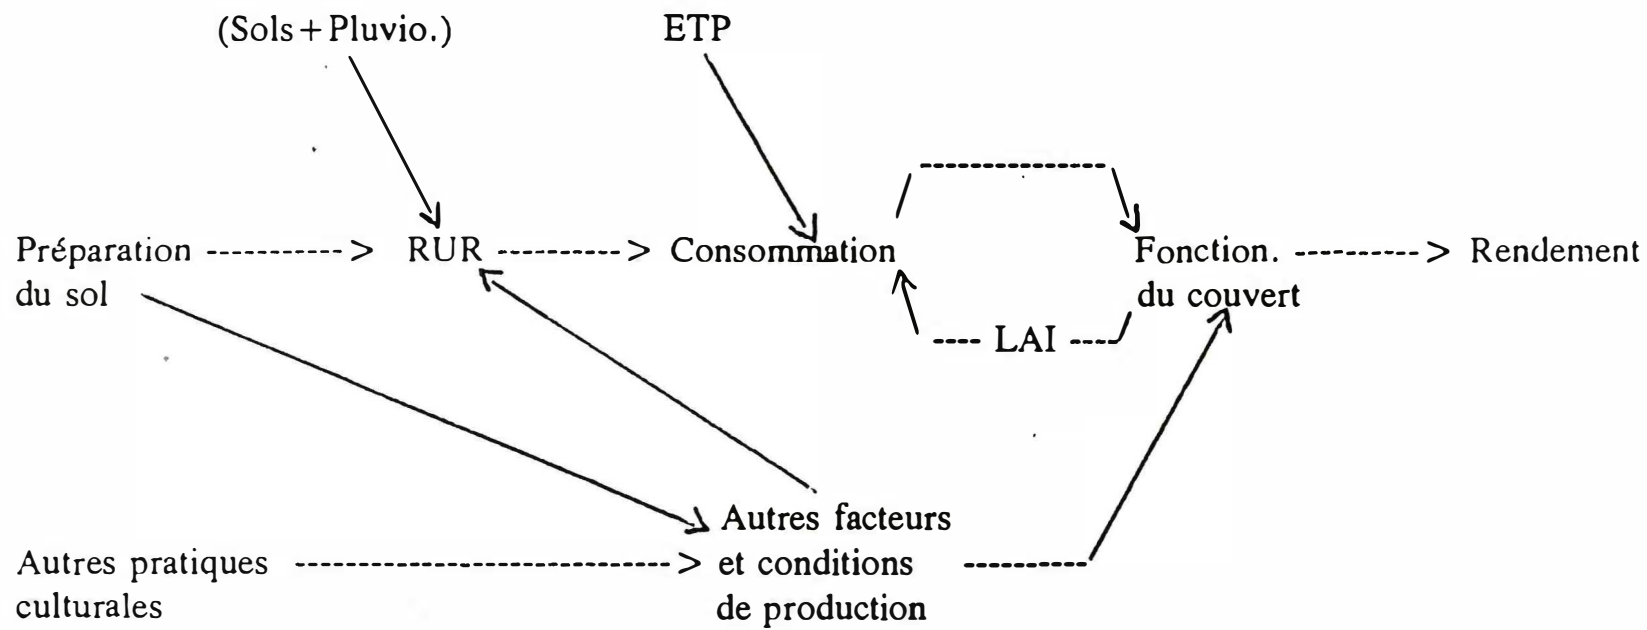 (Sols+Pluvio.) ETP
Préparation -----------> RUR ----------> Consommation Fonction. ----------> Rendement
du sol du couvert
---- LAI ----
Autres facteurs
Autres pratiques ---------------------------> et conditions
culturales de production